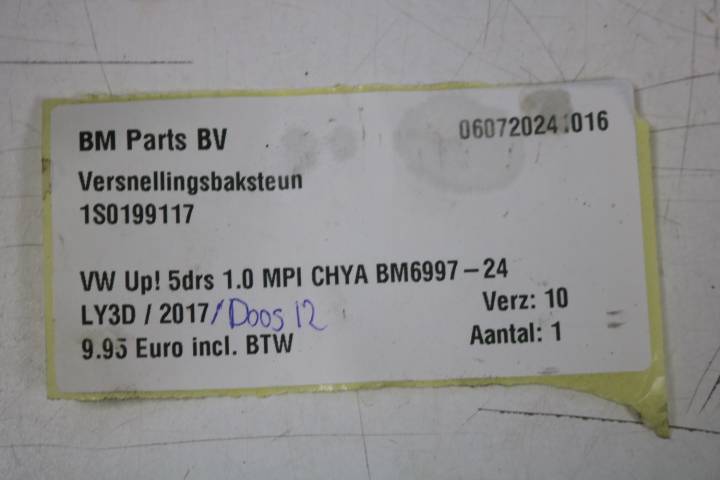 BM Parts BV 06072024.016
Versnellingsbaksteun
1S0199117
VW Up! 5drs 1.0 MPI CHYA BM6997-24
LY3D / 2017/Doos 12 Verz: 10
9.95 Euro incl. BTW Aantal: 1